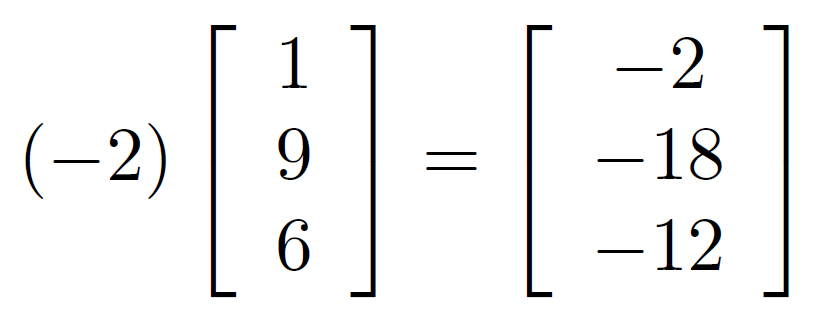 (−2) [ 1 9 6 ] = [ −2 −18 −12 ]